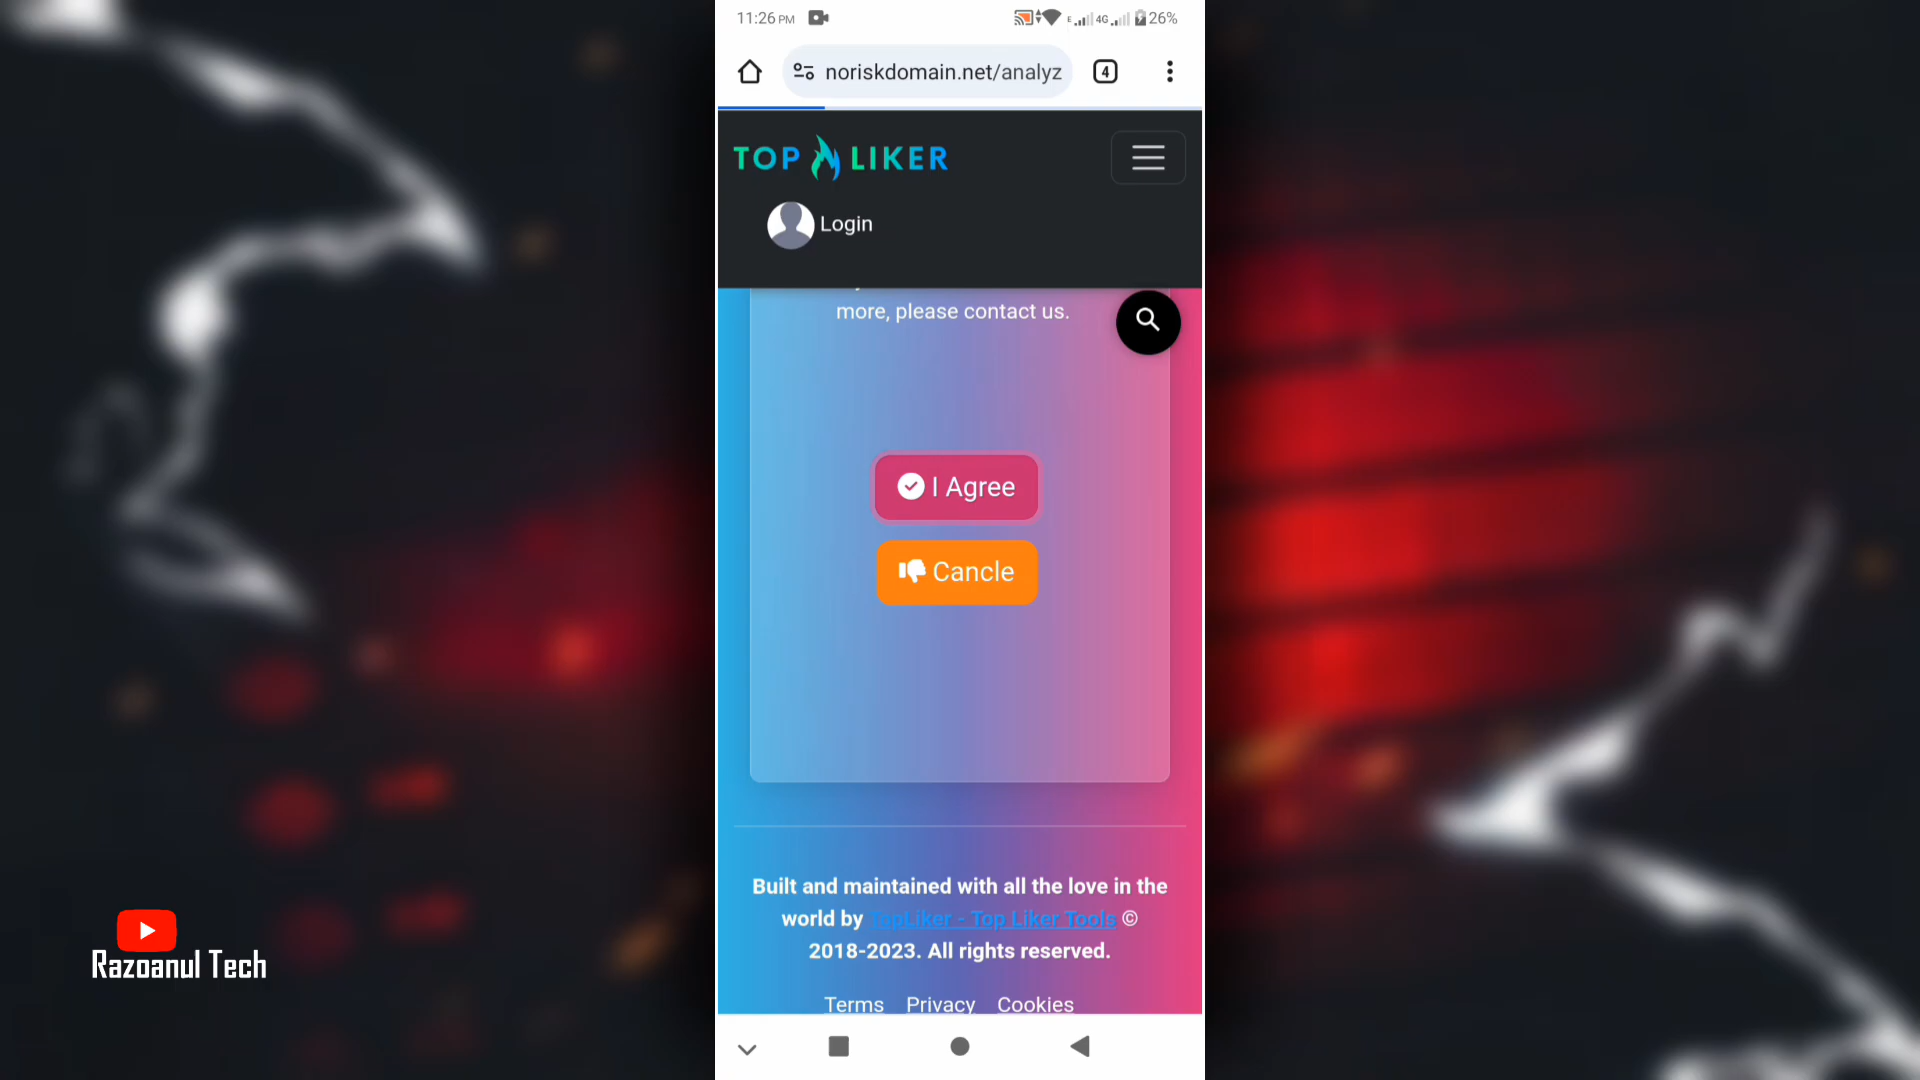 11:26 PM
E 4G 26%
noriskdomain.net/analyz
4
TOP LIKER
Login
more, please contact us.
I Agree
Cancle
Built and maintained with all the love in the
world by TopLiker - Top Liker Tools ©
2018-2023. All rights reserved.
Terms Privacy Cookies
Razoanul Tech